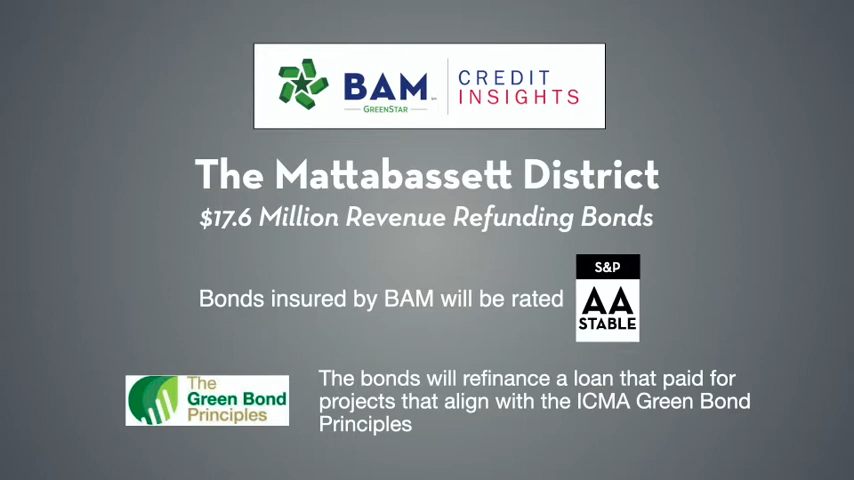 BAM
GREENSTAR
CREDIT
INSIGHTS
The Mattabassett District
$17.6 Million Revenue Refunding Bonds
Bonds insured by BAM will be rated
S&P
AA
STABLE
The
Green Bond
Principles
The bonds will refinance a loan that paid for
projects that align with the ICMA Green Bond
Principles